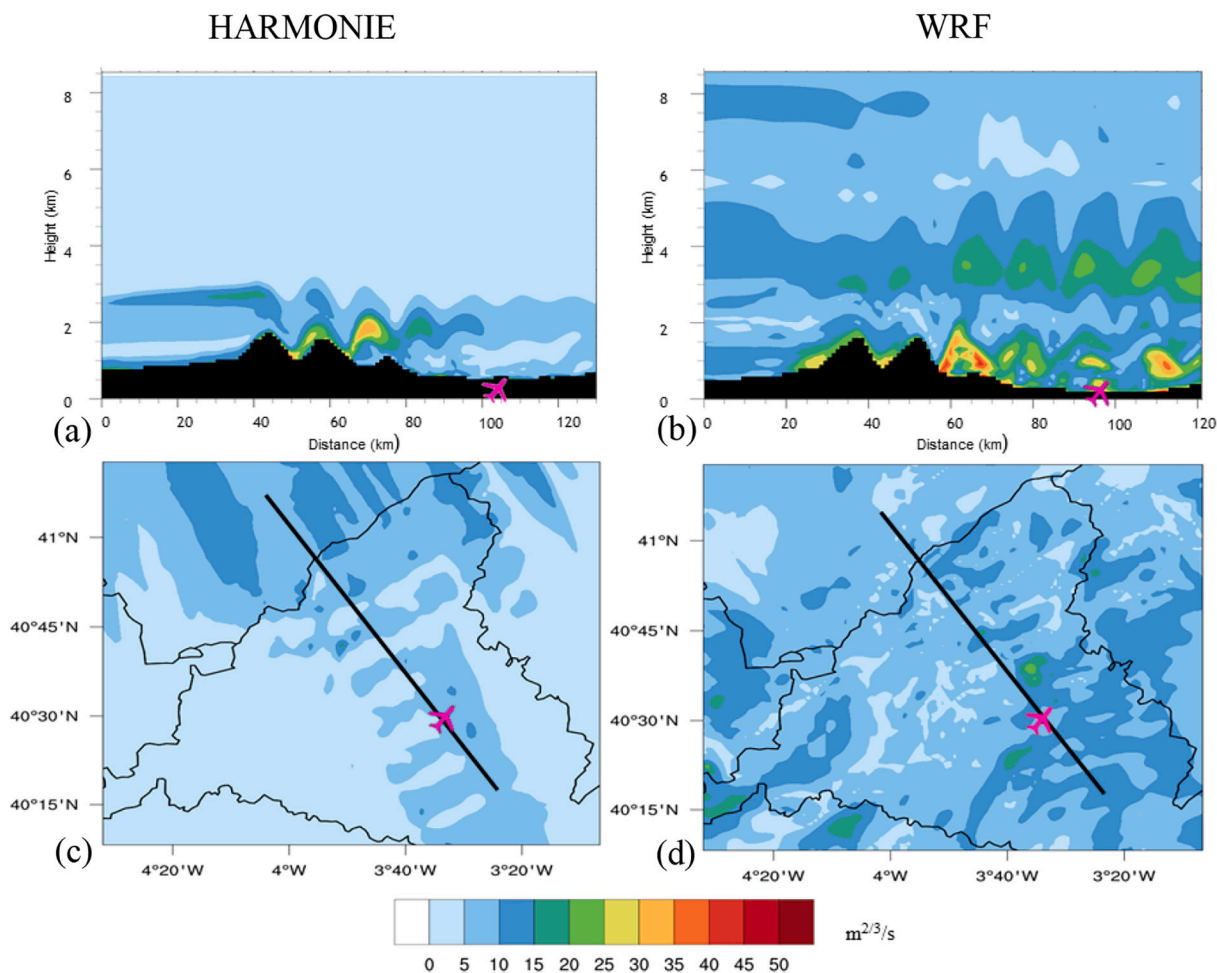 HARMONIE WRF
8 8
6 6
4 4
2 2
0 0
Height (km) Height (km)
0 20 40 60 80 100 120 0 20 40 60 80 100 120
(a) Distance (km) (b) Distance (km)
41°N 41°N
40°45'N 40°45'N
40°30'N 40°30'N
40°15'N 40°15'N
(c) (d)
4°20'W 4°W 3°40'W 3°20'W 4°20'W 4°W 3°40'W 3°20'W
m2/3/s
0 5 10 15 20 25 30 35 40 45 50